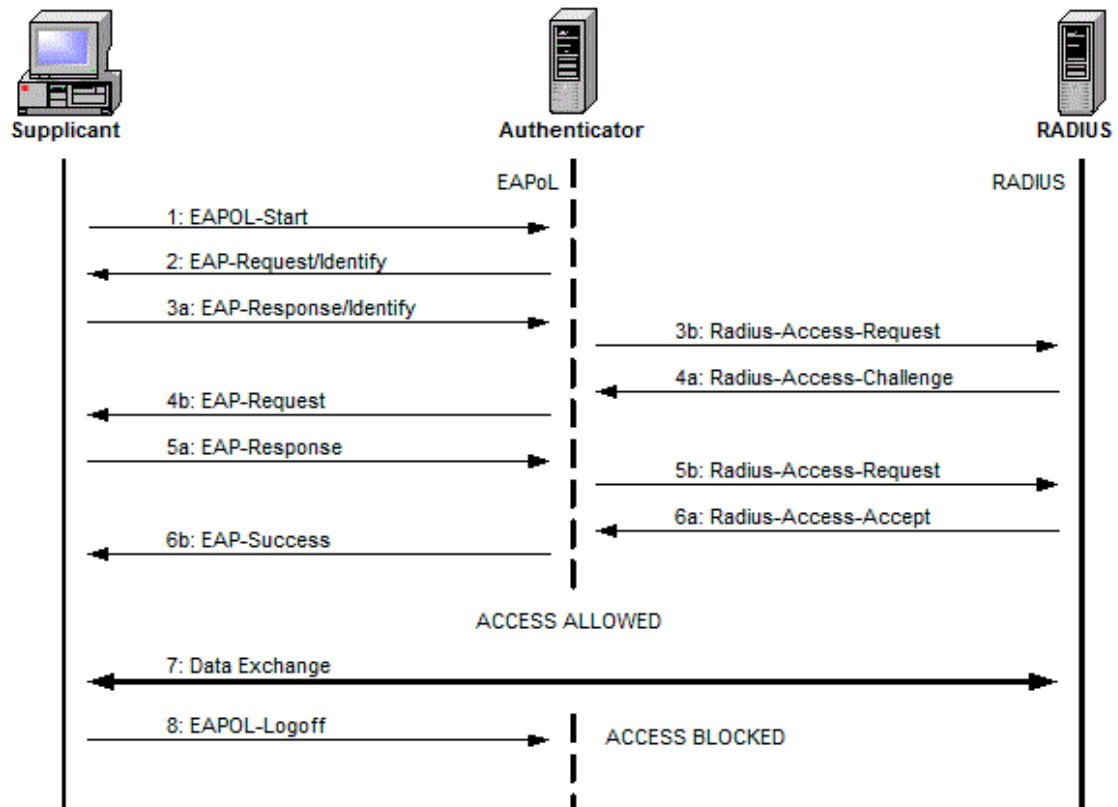 Supplicant
Authenticator
RADIUS
EAPoL
RADIUS
1: EAPOL-Start
2: EAP-Request/Identify
3a: EAP-Response/Identify
3b: Radius-Access-Request
4a: Radius-Access-Challenge
4b: EAP-Request
5a: EAP-Response
5b: Radius-Access-Request
6a: Radius-Access-Accept
6b: EAP-Success
ACCESS ALLOWED
7: Data Exchange
8: EAPOL-Logoff
ACCESS BLOCKED